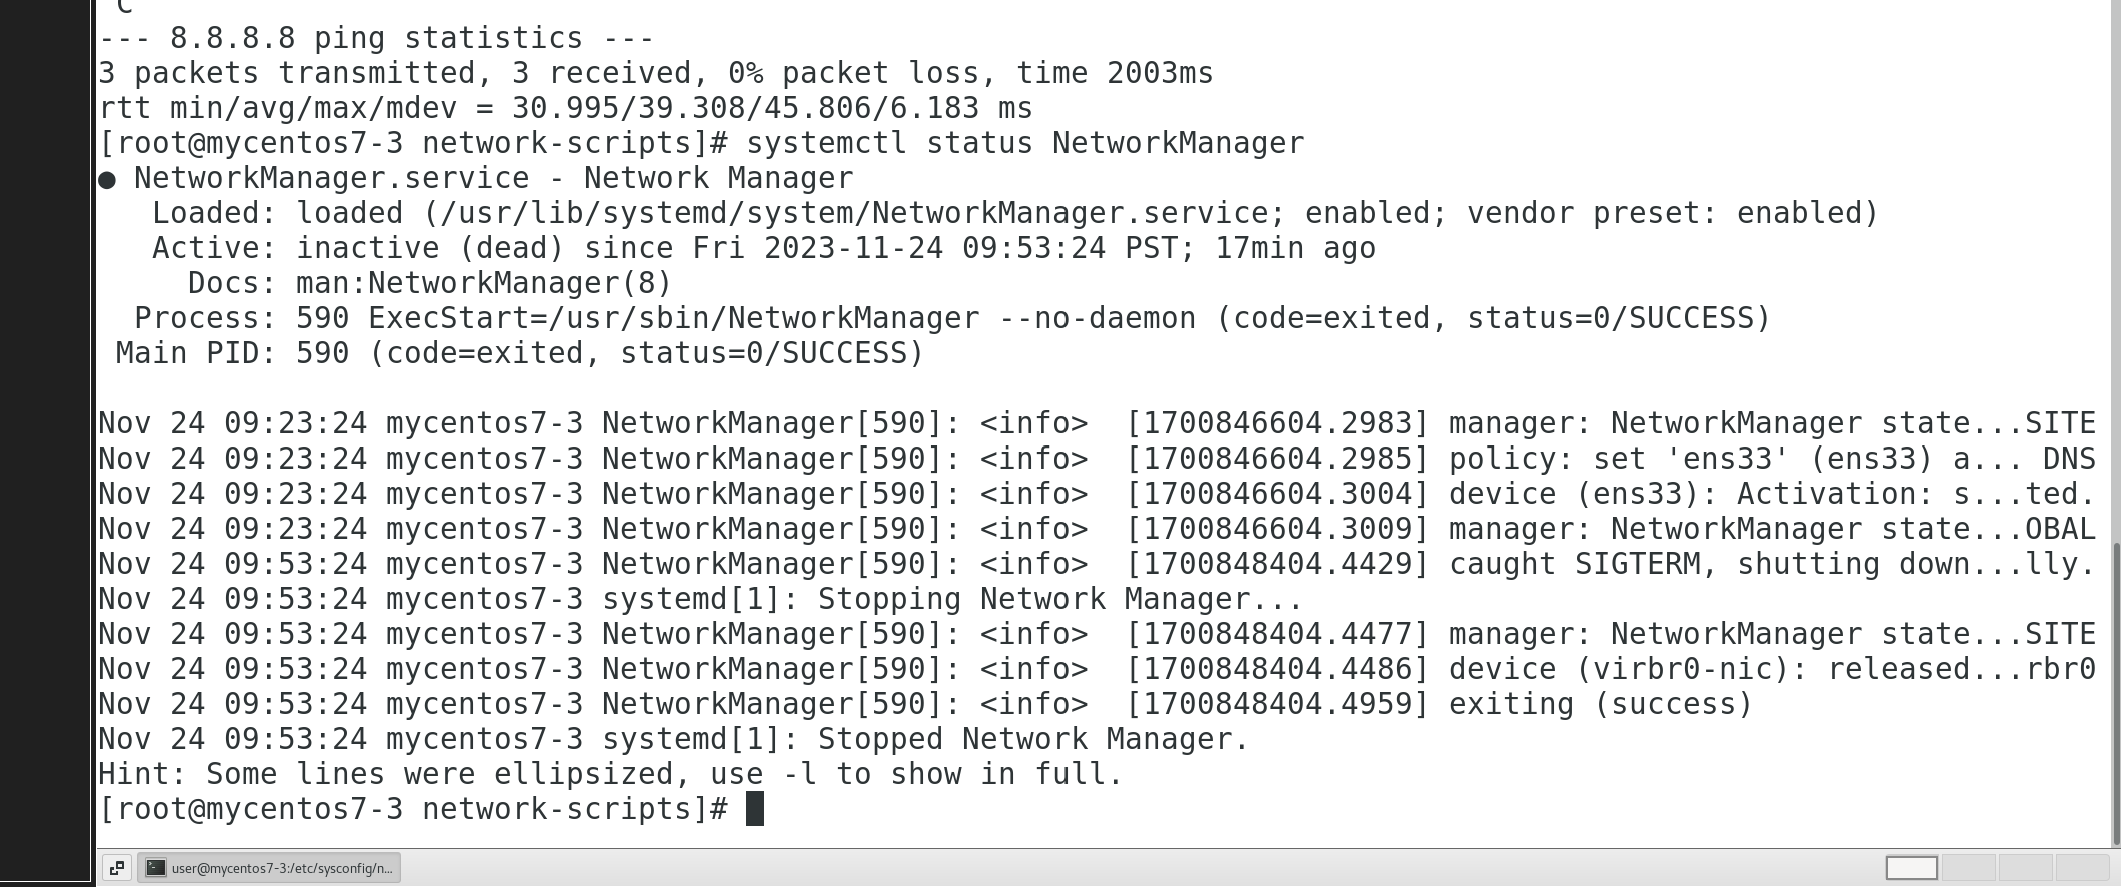 C
--- 8.8.8.8 ping statistics ---
3 packets transmitted, 3 received, 0% packet loss, time 2003ms
rtt min/avg/max/mdev = 30.995/39.308/45.806/6.183 ms
[root@mycentos7-3 network-scripts]# systemctl status NetworkManager
● NetworkManager.service - Network Manager
   Loaded: loaded (/usr/lib/systemd/system/NetworkManager.service; enabled; vendor preset: enabled)
   Active: inactive (dead) since Fri 2023-11-24 09:53:24 PST; 17min ago
     Docs: man:NetworkManager(8)
  Process: 590 ExecStart=/usr/sbin/NetworkManager --no-daemon (code=exited, status=0/SUCCESS)
 Main PID: 590 (code=exited, status=0/SUCCESS)
Nov 24 09:23:24 mycentos7-3 NetworkManager[590]: <info>  [1700846604.2983] manager: NetworkManager state...SITE
Nov 24 09:23:24 mycentos7-3 NetworkManager[590]: <info>  [1700846604.2985] policy: set 'ens33' (ens33) a... DNS
Nov 24 09:23:24 mycentos7-3 NetworkManager[590]: <info>  [1700846604.3004] device (ens33): Activation: s...ted.
Nov 24 09:23:24 mycentos7-3 NetworkManager[590]: <info>  [1700846604.3009] manager: NetworkManager state...OBAL
Nov 24 09:53:24 mycentos7-3 NetworkManager[590]: <info>  [1700848404.4429] caught SIGTERM, shutting down...lly.
Nov 24 09:53:24 mycentos7-3 systemd[1]: Stopping Network Manager...
Nov 24 09:53:24 mycentos7-3 NetworkManager[590]: <info>  [1700848404.4477] manager: NetworkManager state...SITE
Nov 24 09:53:24 mycentos7-3 NetworkManager[590]: <info>  [1700848404.4486] device (virbr0-nic): released...rbr0
Nov 24 09:53:24 mycentos7-3 NetworkManager[590]: <info>  [1700848404.4959] exiting (success)
Nov 24 09:53:24 mycentos7-3 systemd[1]: Stopped Network Manager.
Hint: Some lines were ellipsized, use -l to show in full.
[root@mycentos7-3 network-scripts]#
user@mycentos7-3:/etc/sysconfig/n...